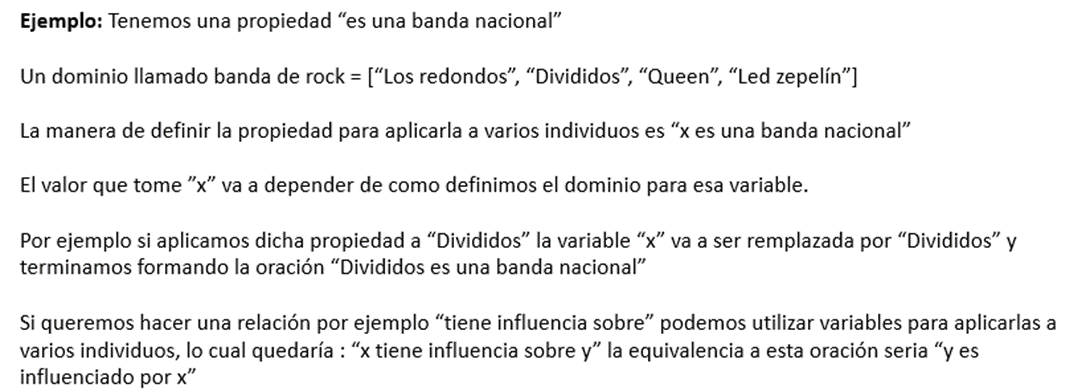 Ejemplo: Tenemos una propiedad “es una banda nacional”
Un dominio llamado banda de rock = [“Los redondos”, “Divididos”, “Queen”, “Led zepelín”]
La manera de definir la propiedad para aplicarla a varios individuos es “x es una banda nacional”
El valor que tome ”x” va a depender de como definimos el dominio para esa variable.
Por ejemplo si aplicamos dicha propiedad a “Divididos” la variable “x” va a ser remplazada por “Divididos” y
terminamos formando la oración “Divididos es una banda nacional”
Si queremos hacer una relación por ejemplo “tiene influencia sobre” podemos utilizar variables para aplicarlas a
varios individuos, lo cual quedaría : “x tiene influencia sobre y” la equivalencia a esta oración seria “y es
influenciado por x”